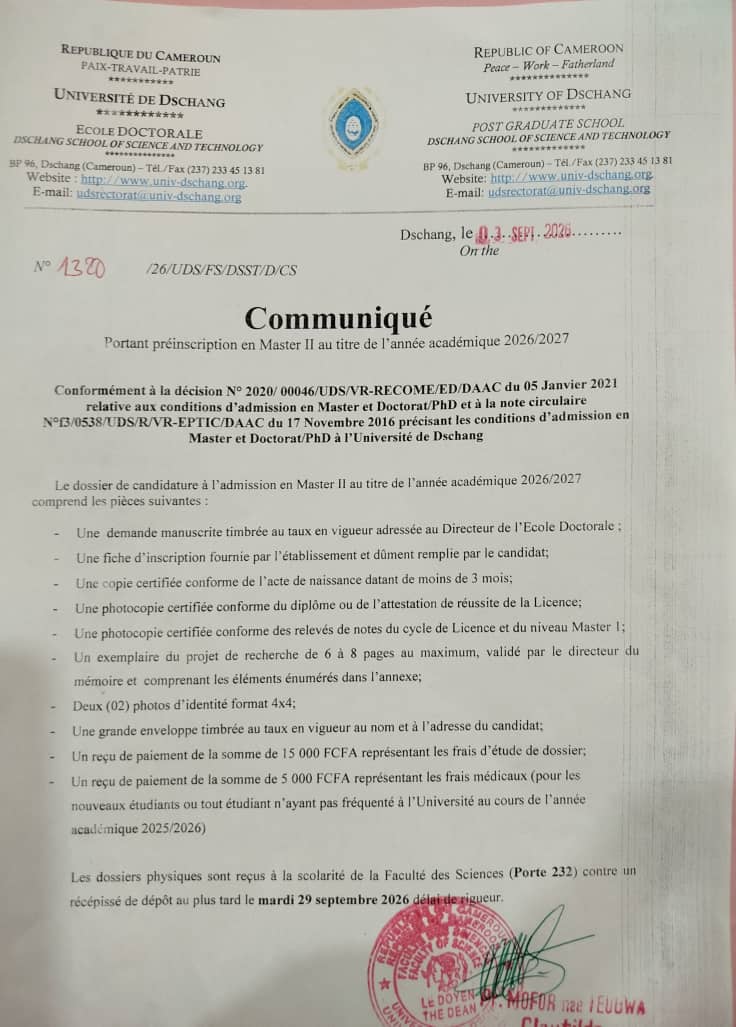 REPUBLIQUE DU CAMEROUN
PAIX-TRAVAIL-PATRIE
***********
UNIVERSITÉ DE DSCHANG
***********
ECOLE DOCTORALE
DSCHANG SCHOOL OF SCIENCE AND TECHNOLOGY
***************
BP 96, Dschang (Cameroun) – Tél./Fax (237) 233 45 13 81
Website : http://www.univ-dschang.org.
E-mail: udsrectorat@univ-dschang.org
REPUBLIC OF CAMEROON
Peace – Work – Fatherland
**************
UNIVERSITY OF DSCHANG
*************
POST GRADUATE SCHOOL
DSCHANG SCHOOL OF SCIENCE AND TECHNOLOGY
*************
BP 96, Dschang (Cameroun) – Tél./Fax (237) 233 45 13 81
Website: http://www.univ-dschang.org.
E-mail: udsrectorat@univ-dschang.org
Dschang, le 03 SEPT. 2026.........
On the
N° 1320 /26/UDS/FS/DSST/D/CS
Communiqué
Portant préinscription en Master II au titre de l'année académique 2026/2027
Conformément à la décision N° 2020/ 00046/UDS/VR-RECOME/ED/DAAC du 05 Janvier 2021
relative aux conditions d'admission en Master et Doctorat/PhD et à la note circulaire
N°f3/0538/UDS/R/VR-EPTIC/DAAC du 17 Novembre 2016 précisant les conditions d'admission en
Master et Doctorat/PhD à l'Université de Dschang
Le dossier de candidature à l'admission en Master II au titre de l'année académique 2026/2027
comprend les pièces suivantes :
- Une demande manuscrite timbrée au taux en vigueur adressée au Directeur de l'Ecole Doctorale ;
- Une fiche d'inscription fournie par l'établissement et dûment remplie par le candidat;
- Une copie certifiée conforme de l'acte de naissance datant de moins de 3 mois;
- Une photocopie certifiée conforme du diplôme ou de l'attestation de réussite de la Licence;
- Une photocopie certifiée conforme des relevés de notes du cycle de Licence et du niveau Master 1;
- Un exemplaire du projet de recherche de 6 à 8 pages au maximum, validé par le directeur du
mémoire et comprenant les éléments énumérés dans l'annexe;
- Deux (02) photos d'identité format 4x4;
- Une grande enveloppe timbrée au taux en vigueur au nom et à l'adresse du candidat;
- Un reçu de paiement de la somme de 15 000 FCFA représentant les frais d'étude de dossier;
- Un reçu de paiement de la somme de 5 000 FCFA représentant les frais médicaux (pour les
nouveaux étudiants ou tout étudiant n'ayant pas fréquenté à l'Université au cours de l'année
académique 2025/2026)
Les dossiers physiques sont reçus à la scolarité de la Faculté des Sciences (Porte 232) contre un
récépissé de dépôt au plus tard le mardi 29 septembre 2026 délai de rigueur.
FACULTY OF SCIENCE
LE DOYEN
THE DEAN
MOFOR née TEUGWA
Clautilde